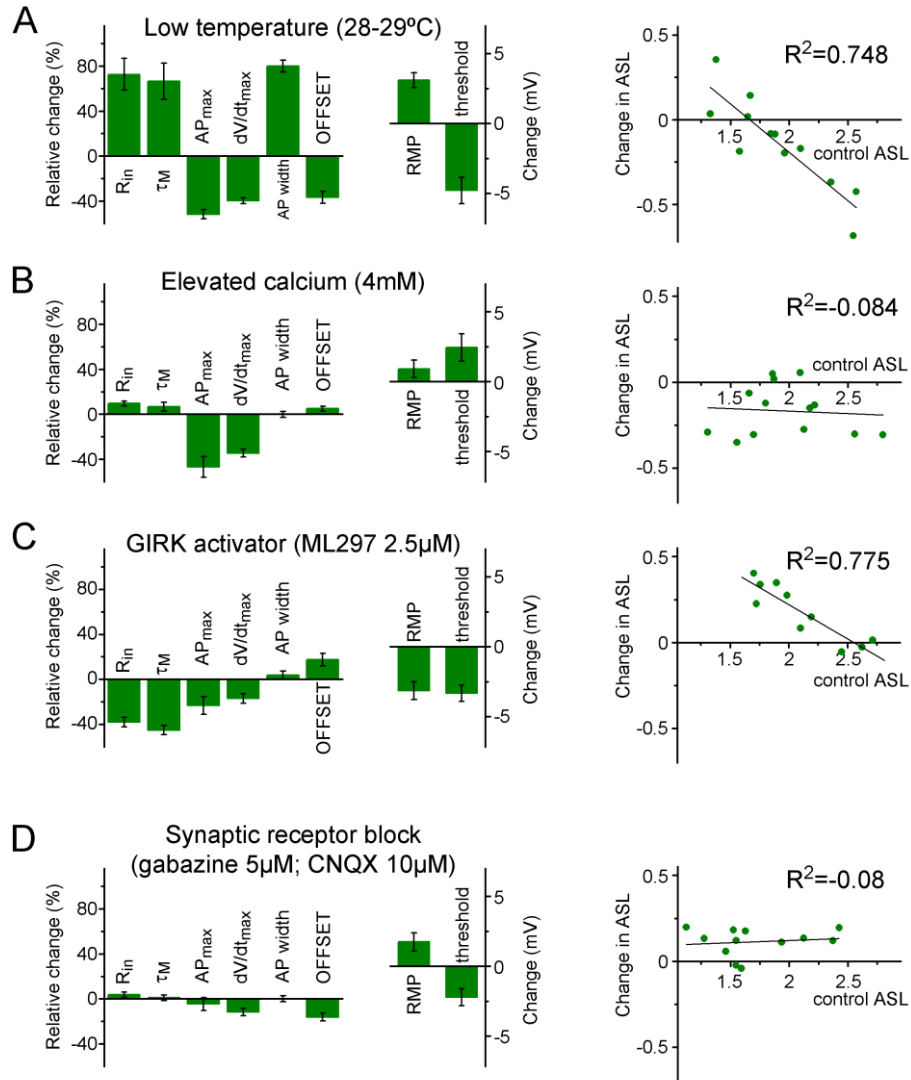 A
Low temperature (28-29ºC)
Relative change (%)
80
40
0
-40
Rin
τM
APmax
dV/dtmax
AP width
OFFSET
5
0
-5
Change (mV)
RMP
threshold
Change in ASL
0.5
0
-0.5
1.5
2
2.5
control ASL
R²=0.748
B
Elevated calcium (4mM)
Relative change (%)
80
40
0
-40
Rin
τM
APmax
dV/dtmax
AP width
OFFSET
5
0
-5
Change (mV)
RMP
threshold
Change in ASL
0.5
0
-0.5
1.5
2
2.5
control ASL
R²=-0.084
C
GIRK activator (ML297 2.5µM)
Relative change (%)
80
40
0
-40
Rin
τM
APmax
dV/dtmax
AP width
OFFSET
5
0
-5
Change (mV)
RMP
threshold
Change in ASL
0.5
0
-0.5
1.5
2
2.5
control ASL
R²=0.775
D
Synaptic receptor block
(gabazine 5µM; CNQX 10µM)
Relative change (%)
80
40
0
-40
Rin
τM
APmax
dV/dtmax
AP width
OFFSET
5
0
-5
Change (mV)
RMP
threshold
Change in ASL
0.5
0
0.5
1.5
2
2.5
control ASL
R²=-0.08